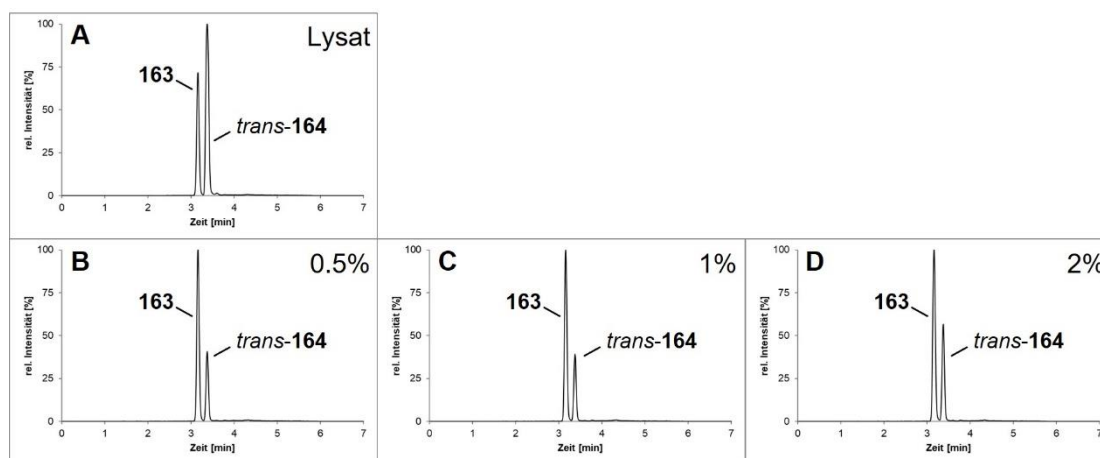 A
Lysat
163
trans-164
rel. Intensität [%]
100
75
50
25
0
0 1 2 3 4 5 6 7
Zeit [min]
B
0.5%
163
trans-164
rel. Intensität [%]
100
75
50
25
0
0 1 2 3 4 5 6 7
Zeit [min]
C
1%
163
trans-164
rel. Intensität [%]
100
75
50
25
0
0 1 2 3 4 5 6 7
Zeit [min]
D
2%
163
trans-164
rel. Intensität [%]
100
75
50
25
0
0 1 2 3 4 5 6 7
Zeit [min]